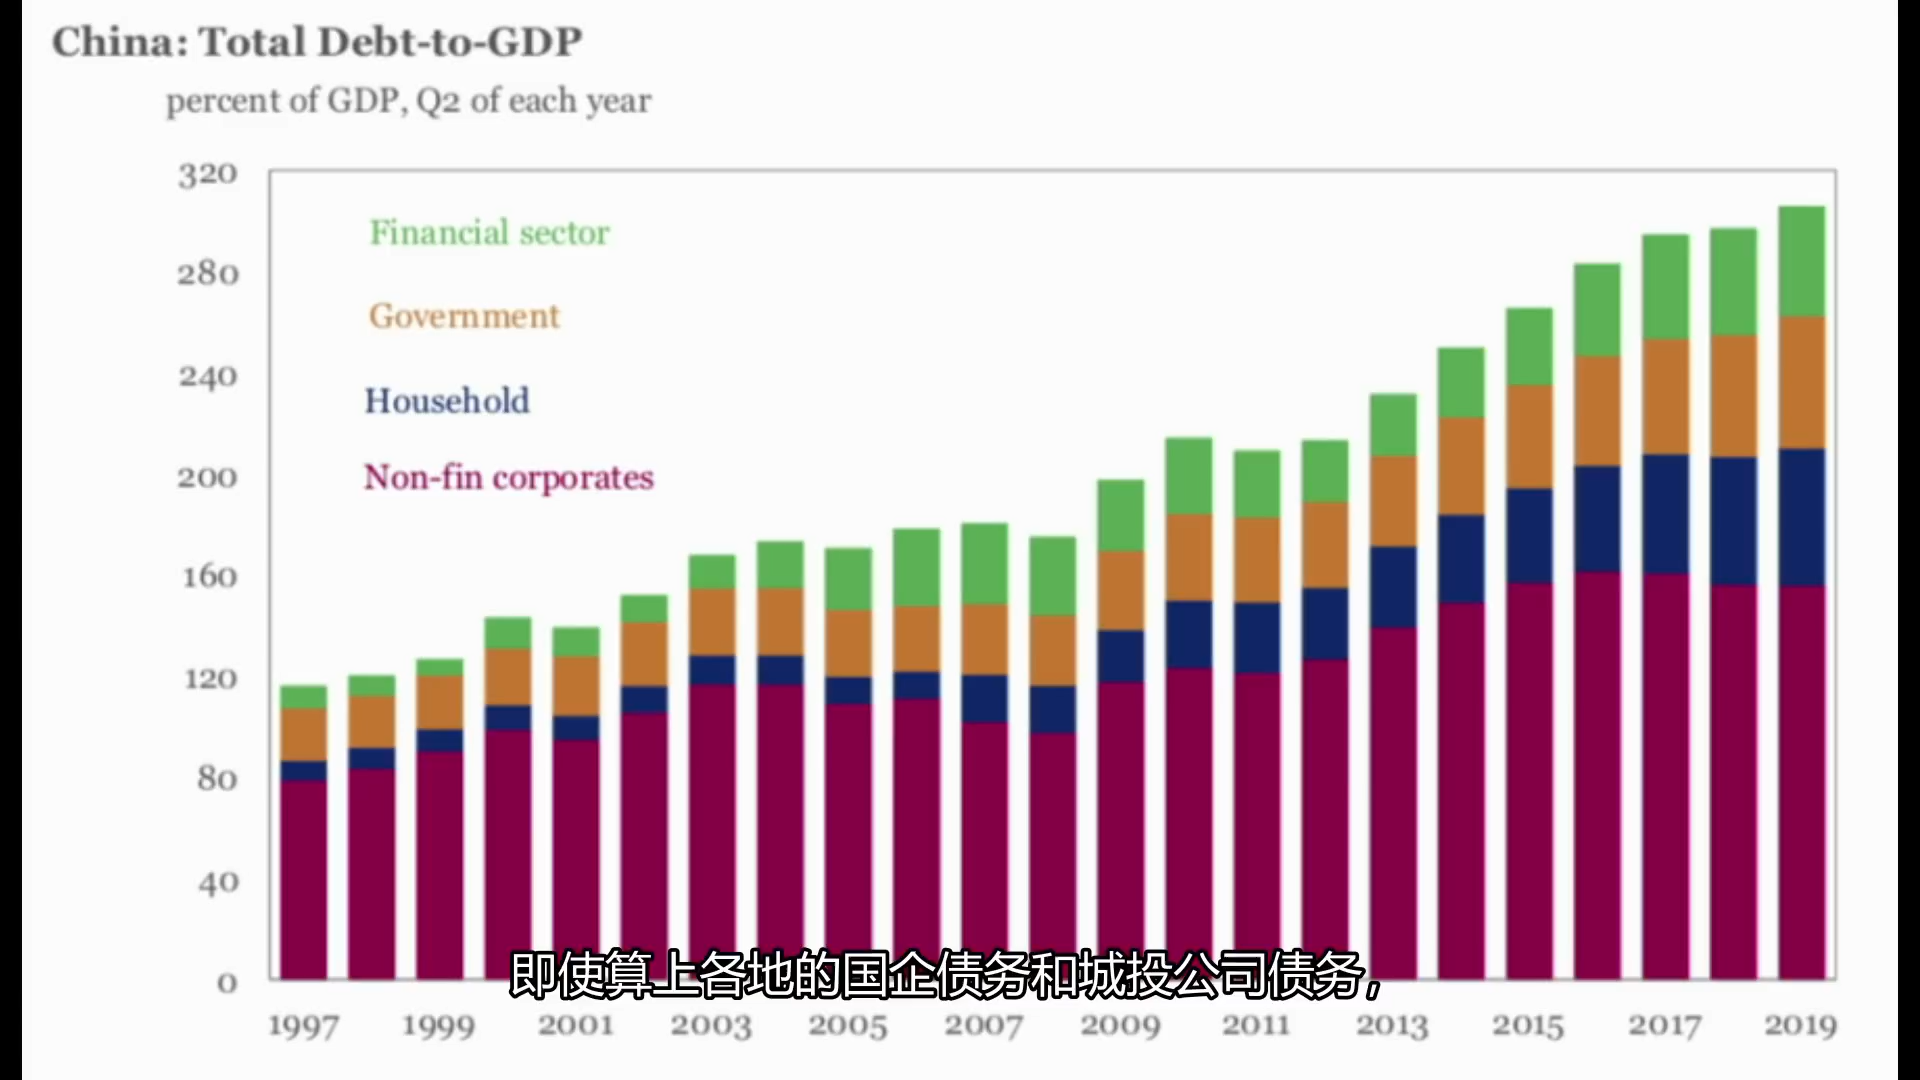 China: Total Debt-to-GDP
percent of GDP, Q2 of each year
320
280
240
200
160
120
80
40
0
Financial sector
Government
Household
Non-fin corporates
即使算上各地的国企债务和城投公司债务,
1997 1999 2001 2003 2005 2007 2009 2011 2013 2015 2017 2019